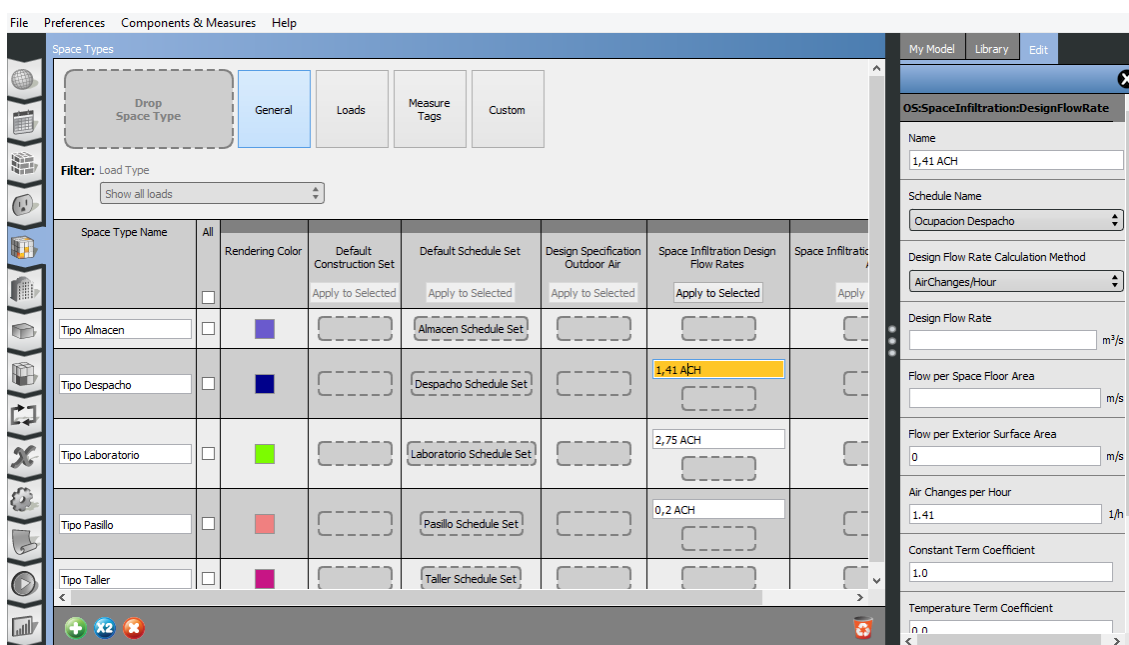 File Preferences Components & Measures Help
Space Types
My Model Library Edit
Drop
Space Type
General
Loads
Measure
Tags
Custom
Filter: Load Type
Show all loads
Space Type Name
All
Rendering Color
Default
Construction Set
Apply to Selected
Default Schedule Set
Apply to Selected
Design Specification
Outdoor Air
Apply to Selected
Space Infiltration Design
Flow Rates
Apply to Selected
Space Infiltratio
Apply
Tipo Almacen
Almacen Schedule Set
Tipo Despacho
Despacho Schedule Set
1,41 ACH
Tipo Laboratorio
Laboratorio Schedule Set
2,75 ACH
Tipo Pasillo
Pasillo Schedule Set
0,2 ACH
Tipo Taller
Taller Schedule Set
X2
OS:SpaceInfiltration:DesignFlowRate
Name
1,41 ACH
Schedule Name
Ocupacion Despacho
Design Flow Rate Calculation Method
AirChanges/Hour
Design Flow Rate
m³/s
Flow per Space Floor Area
m/s
Flow per Exterior Surface Area
0 m/s
Air Changes per Hour
1.41 1/h
Constant Term Coefficient
1.0
Temperature Term Coefficient
0.0